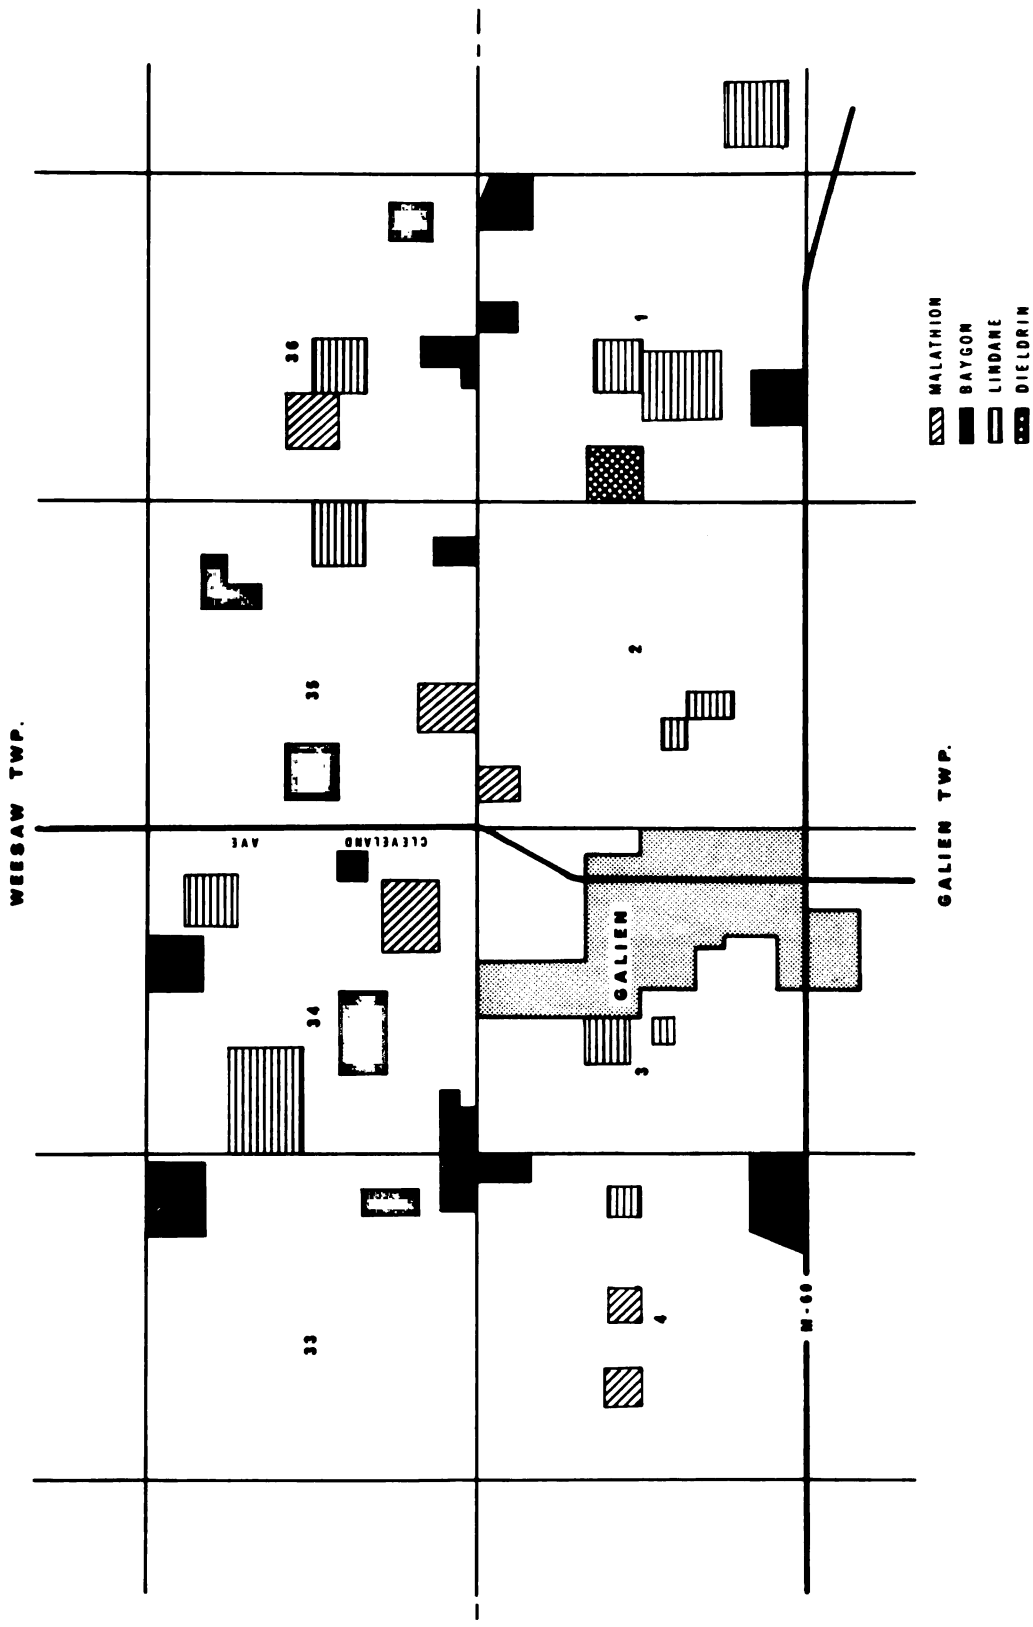 WEESAW TWP.
33
34
35
36
CLEVELAND
AVE
4
3
2
1
GALIEN
M-60
GALIEN TWP.
MALATHION
BAYGON
LINDANE
DIELDRIN